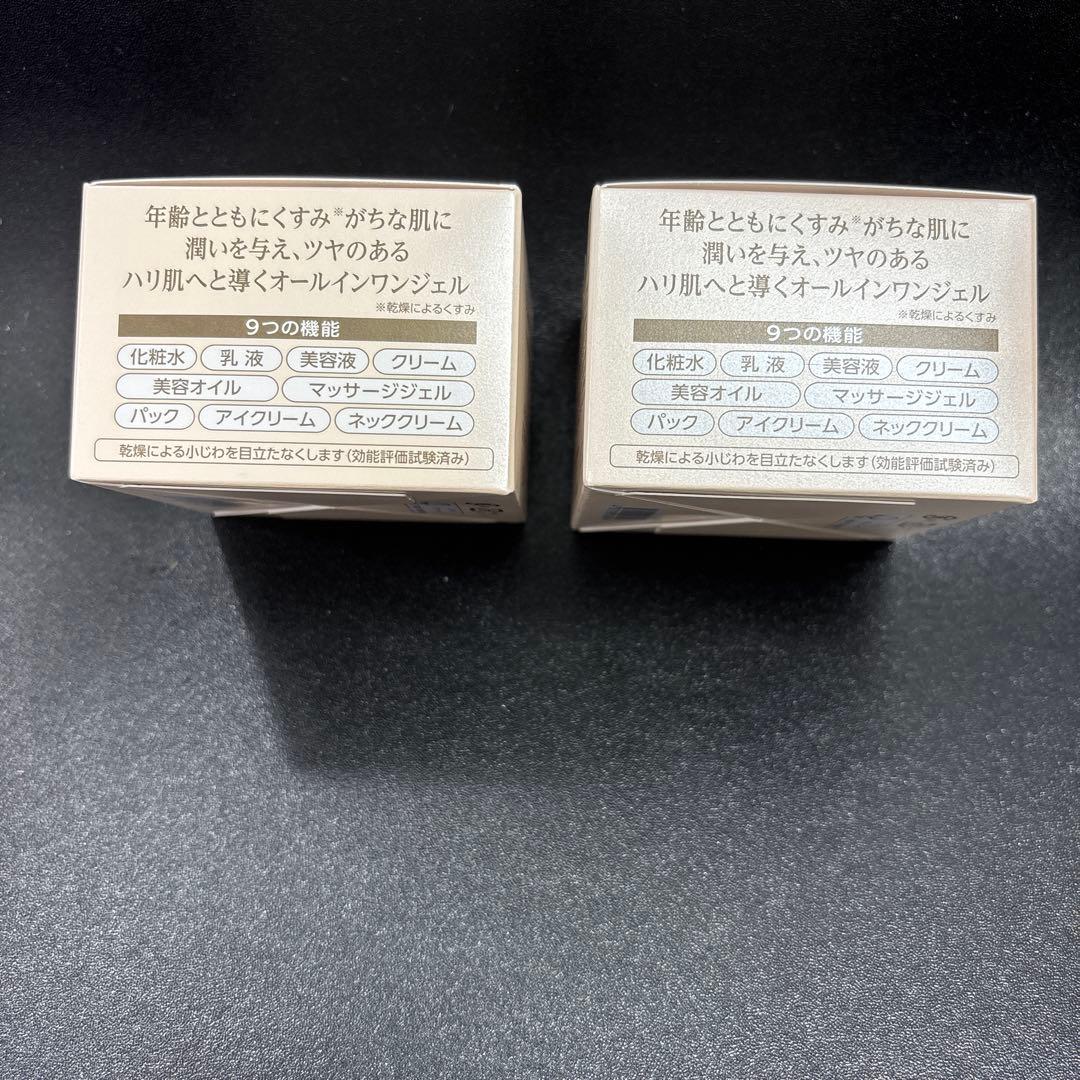 年齢とともにくすみ※がちな肌に
潤いを与え、ツヤのある
ハリ肌へと導くオールインワンジェル
※乾燥によるくすみ
9つの機能
化粧水 乳液 美容液 クリーム
美容オイル マッサージジェル
パック アイクリーム ネッククリーム
乾燥による小じわを目立たなくします(効能評価試験済み)
年齢とともにくすみ※がちな肌に
潤いを与え、ツヤのある
ハリ肌へと導くオールインワンジェル
※乾燥によるくすみ
9つの機能
化粧水 乳液 美容液 クリーム
美容オイル マッサージジェル
パック アイクリーム ネッククリーム
乾燥による小じわを目立たなくします(効能評価試験済み)